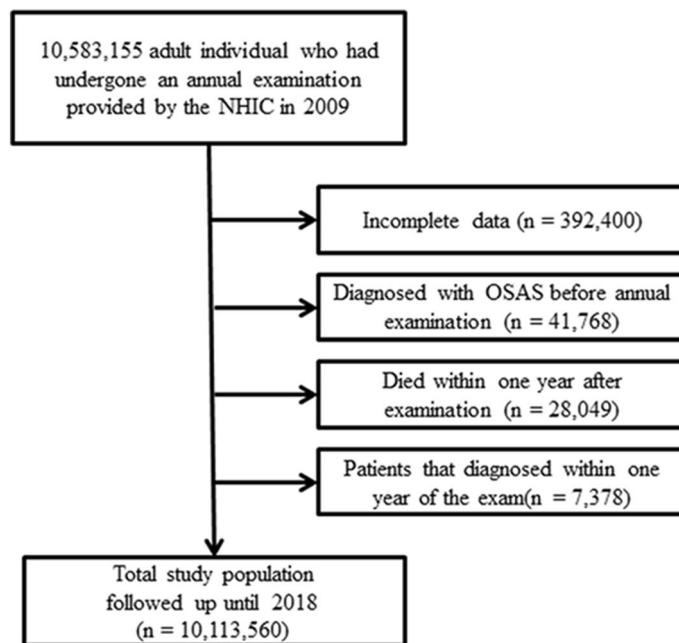 10,583,155 adult individual who had
undergone an annual examination
provided by the NHIC in 2009
Incomplete data (n = 392,400)
Diagnosed with OSAS before annual
examination (n = 41,768)
Died within one year after
examination (n = 28,049)
Patients that diagnosed within one
year of the exam(n = 7,378)
Total study population
followed up until 2018
(n = 10,113,560)